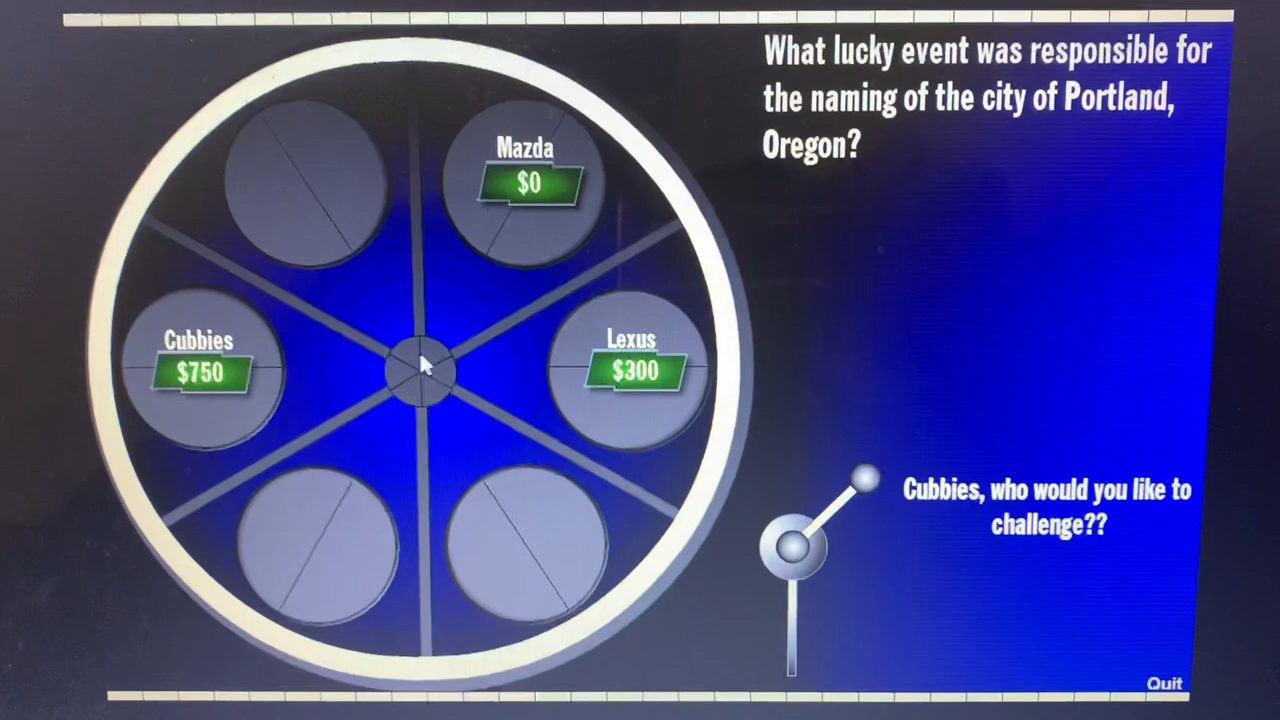 What lucky event was responsible for
the naming of the city of Portland,
Oregon?
Mazda
$0
Cubbies
$750
Lexus
$300
Cubbies, who would you like to
challenge??
Quit